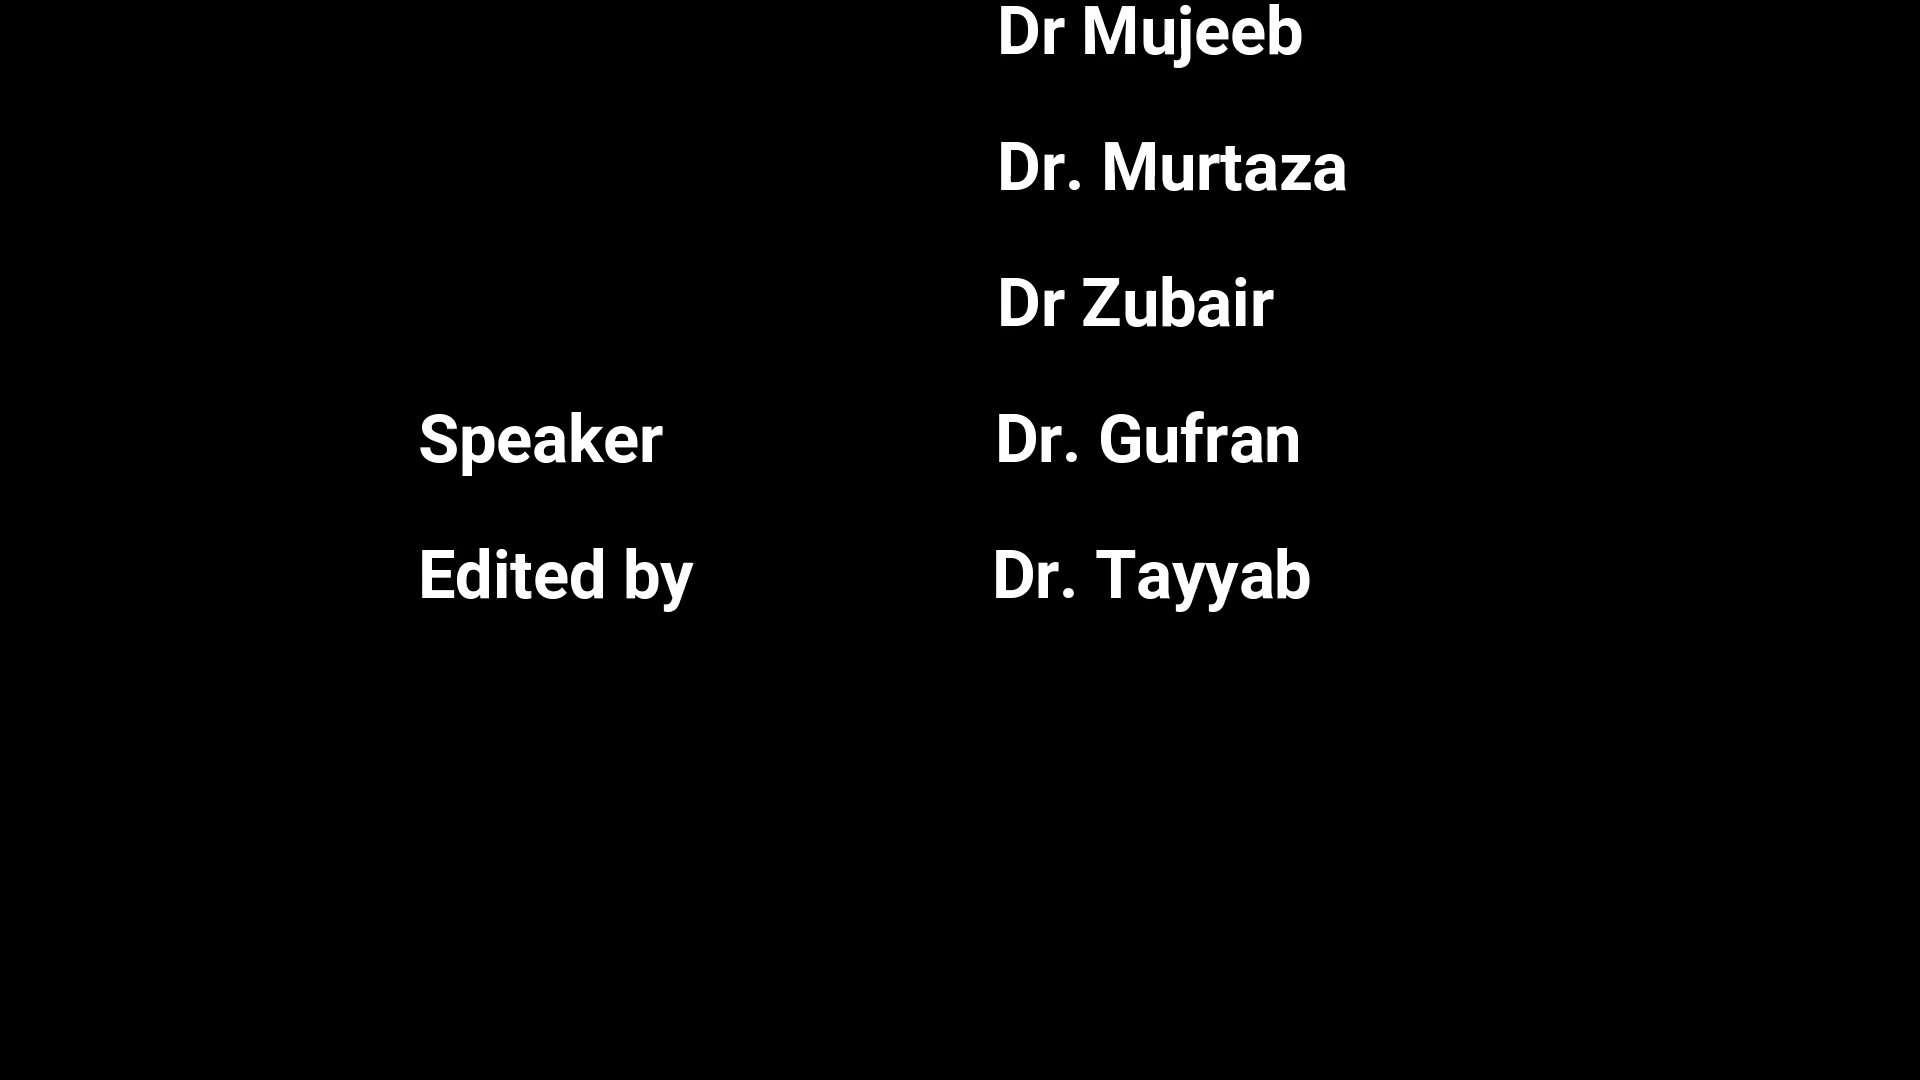 Dr Mujeeb
Dr. Murtaza
Dr Zubair
Speaker Dr. Gufran
Edited by Dr. Tayyab